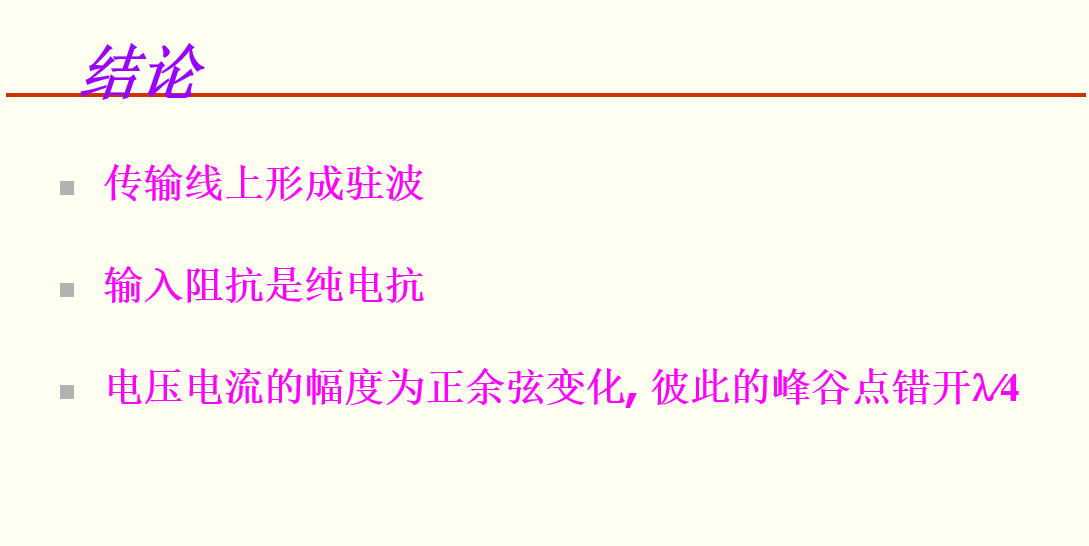 结论
传输线上形成驻波
输入阻抗是纯电抗
电压电流的幅度为正余弦变化, 彼此的峰谷点错开λ⁄4